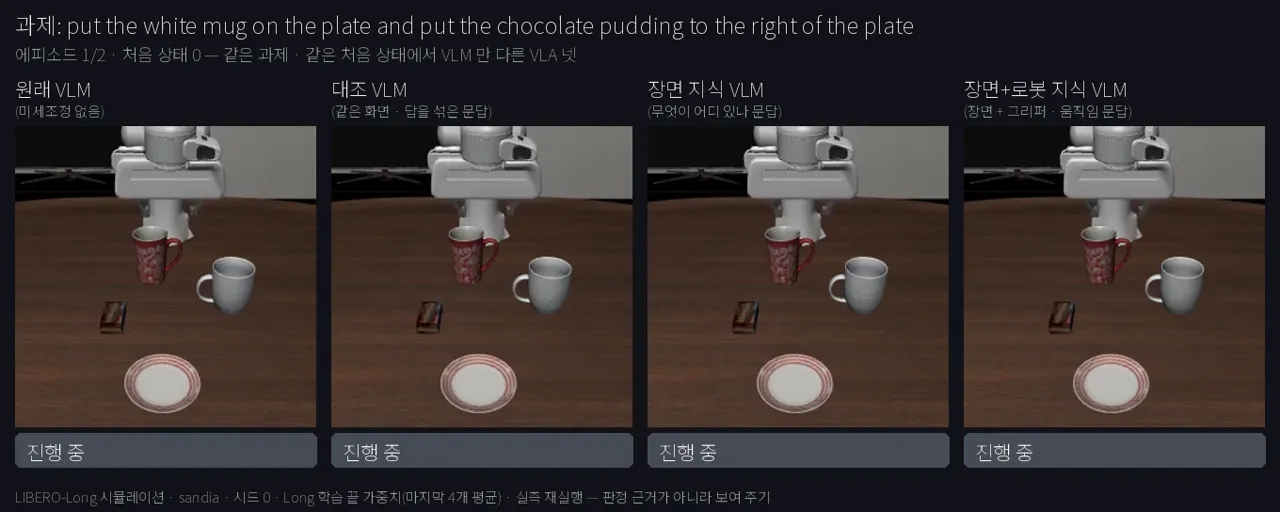 과제: put the white mug on the plate and put the chocolate pudding to the right of the plate
에피소드 1/2 · 처음 상태 0 — 같은 과제 · 같은 처음 상태에서 VLM 만 다른 VLA 넷
원래 VLM
(미세조정 없음)
대조 VLM
(같은 화면 · 답을 섞은 문답)
장면 지식 VLM
(무엇이 어디 있나 문답)
장면+로봇 지식 VLM
(장면 + 그리퍼 · 움직임 문답)
진행 중
진행 중
진행 중
진행 중
LIBERO-Long 시뮬레이션 · sandia · 시드 0 · Long 학습 끝 가중치(마지막 4개 평균) · 실측 재실행 — 판정 근거가 아니라 보여 주기